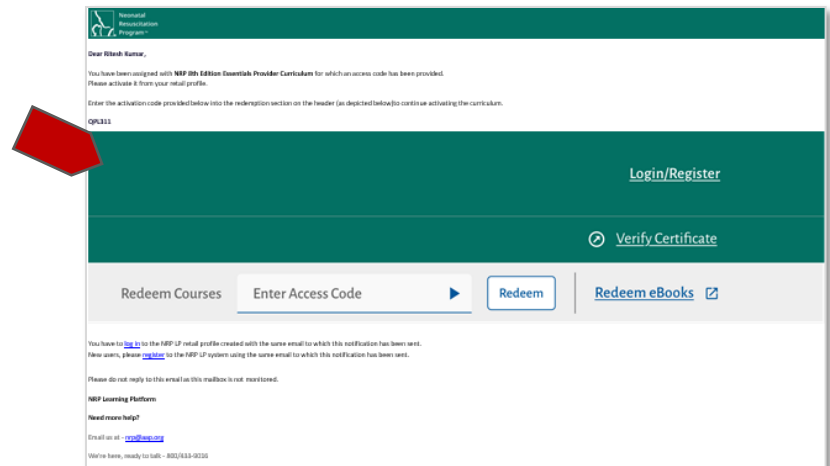 Neonatal
Resuscitation
Program™
Dear Ritesh Kumar,
You have been assigned with NRP 8th Edition Essentials Provider Curriculum for which an access code has been provided.
Please activate it from your retail profile.
Enter the activation code provided below into the redemption section on the header (as depicted below)to continue activating the curriculum.
QPL311
Login/Register
Verify Certificate
Redeem Courses Enter Access Code Redeem Redeem eBooks
You have to log in to the NRP LP retail profile created with the same email to which this notification has been sent.
New users, please register to the NRP LP system using the same email to which this notification has been sent.
Please do not reply to this email as this mailbox is not monitored.
NRP Learning Platform
Need more help?
Email us at - nrp@aap.org
We're here, ready to talk - 800/433-9016